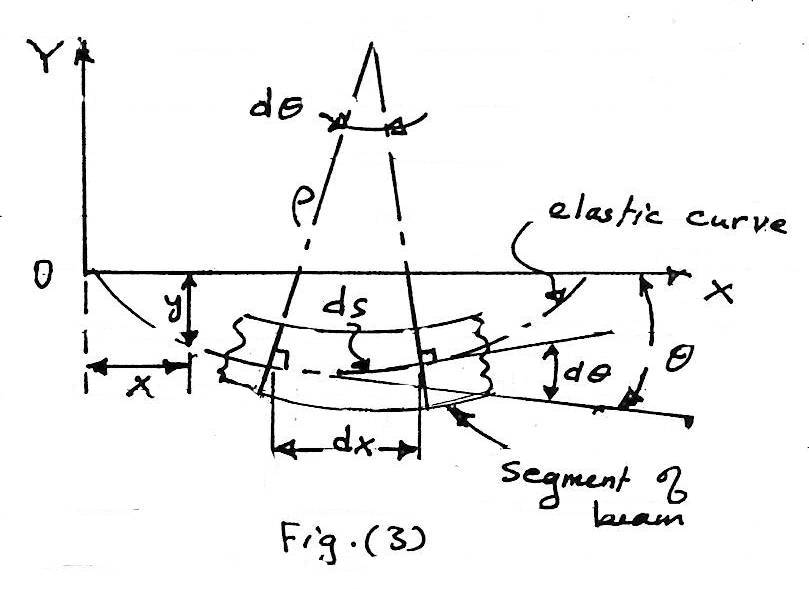 Y
dθ
ρ
elastic curve
O
X
y
ds
x
dθ
θ
dx
segment of
beam
Fig.(3)